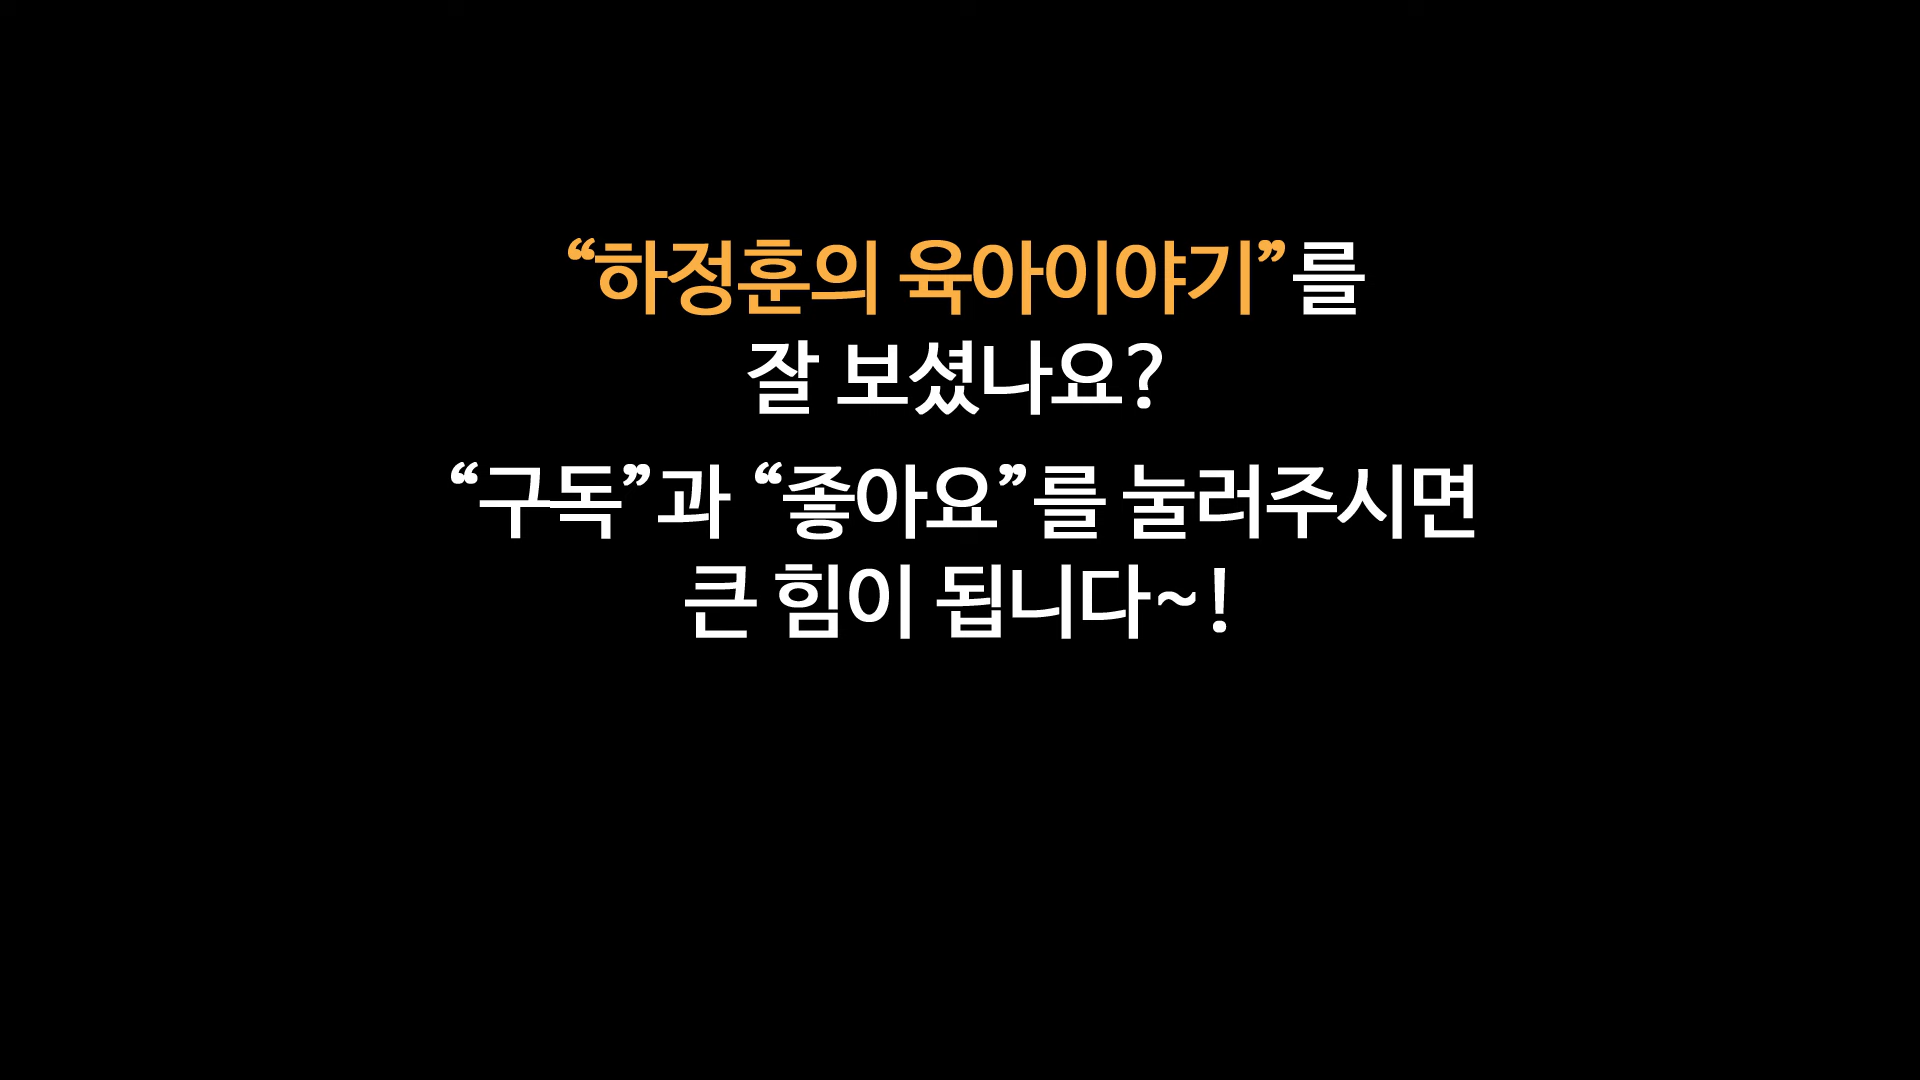 “하정훈의 육아이야기”를
잘 보셨나요?
“구독”과 “좋아요”를 눌러주시면
큰 힘이 됩니다~!